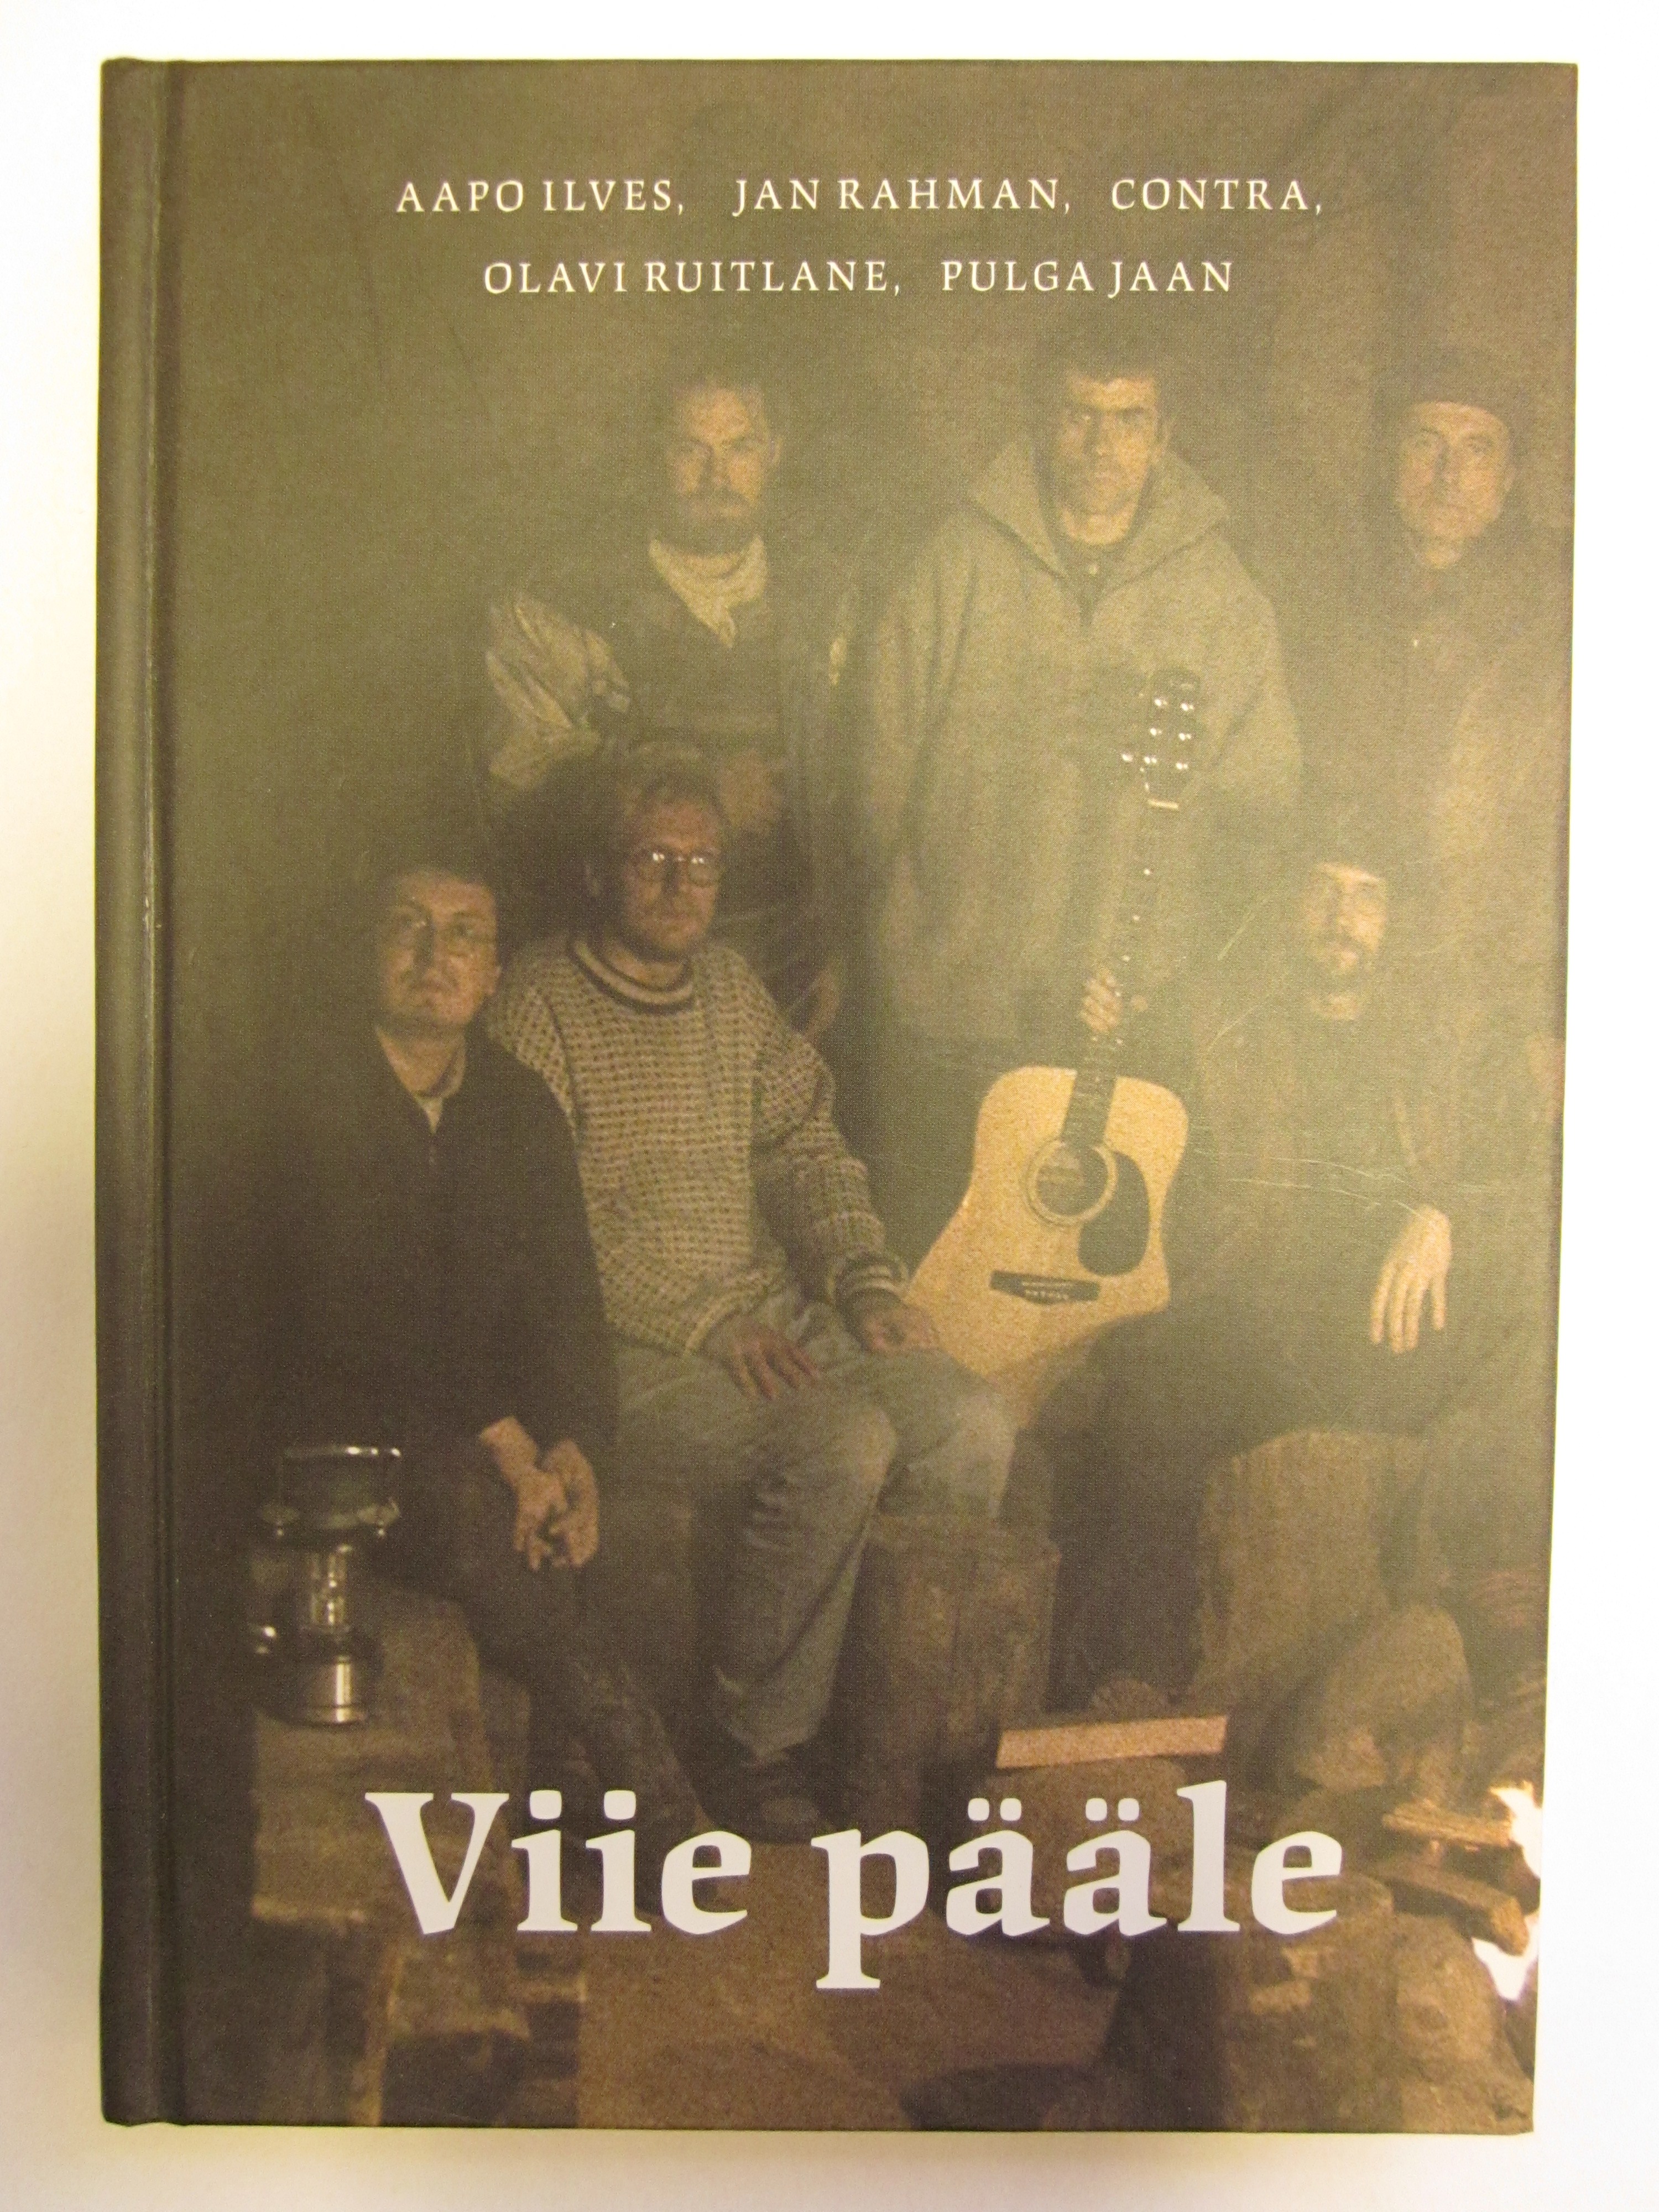 AAPO ILVES, JAN RAHMAN, CONTRA,
OLAVI RUITLANE, PULGA JAAN
Viie pääle